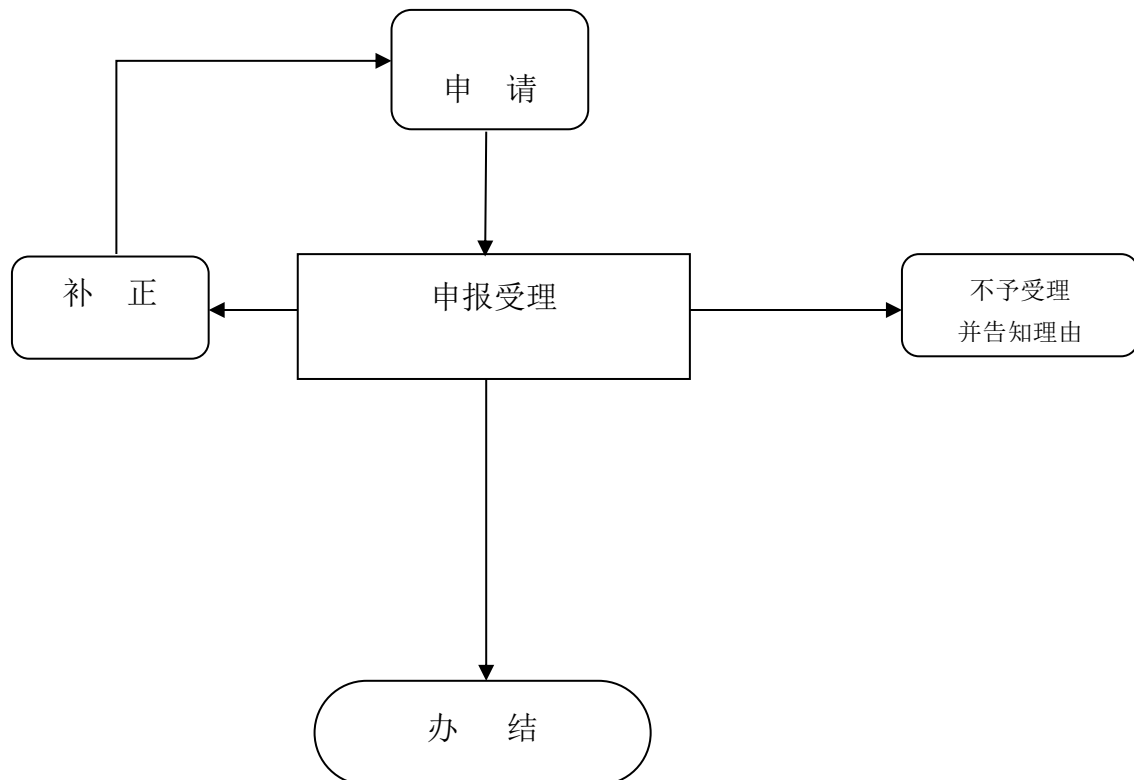 申 请
补 正
申报受理
不予受理
并告知理由
办 结